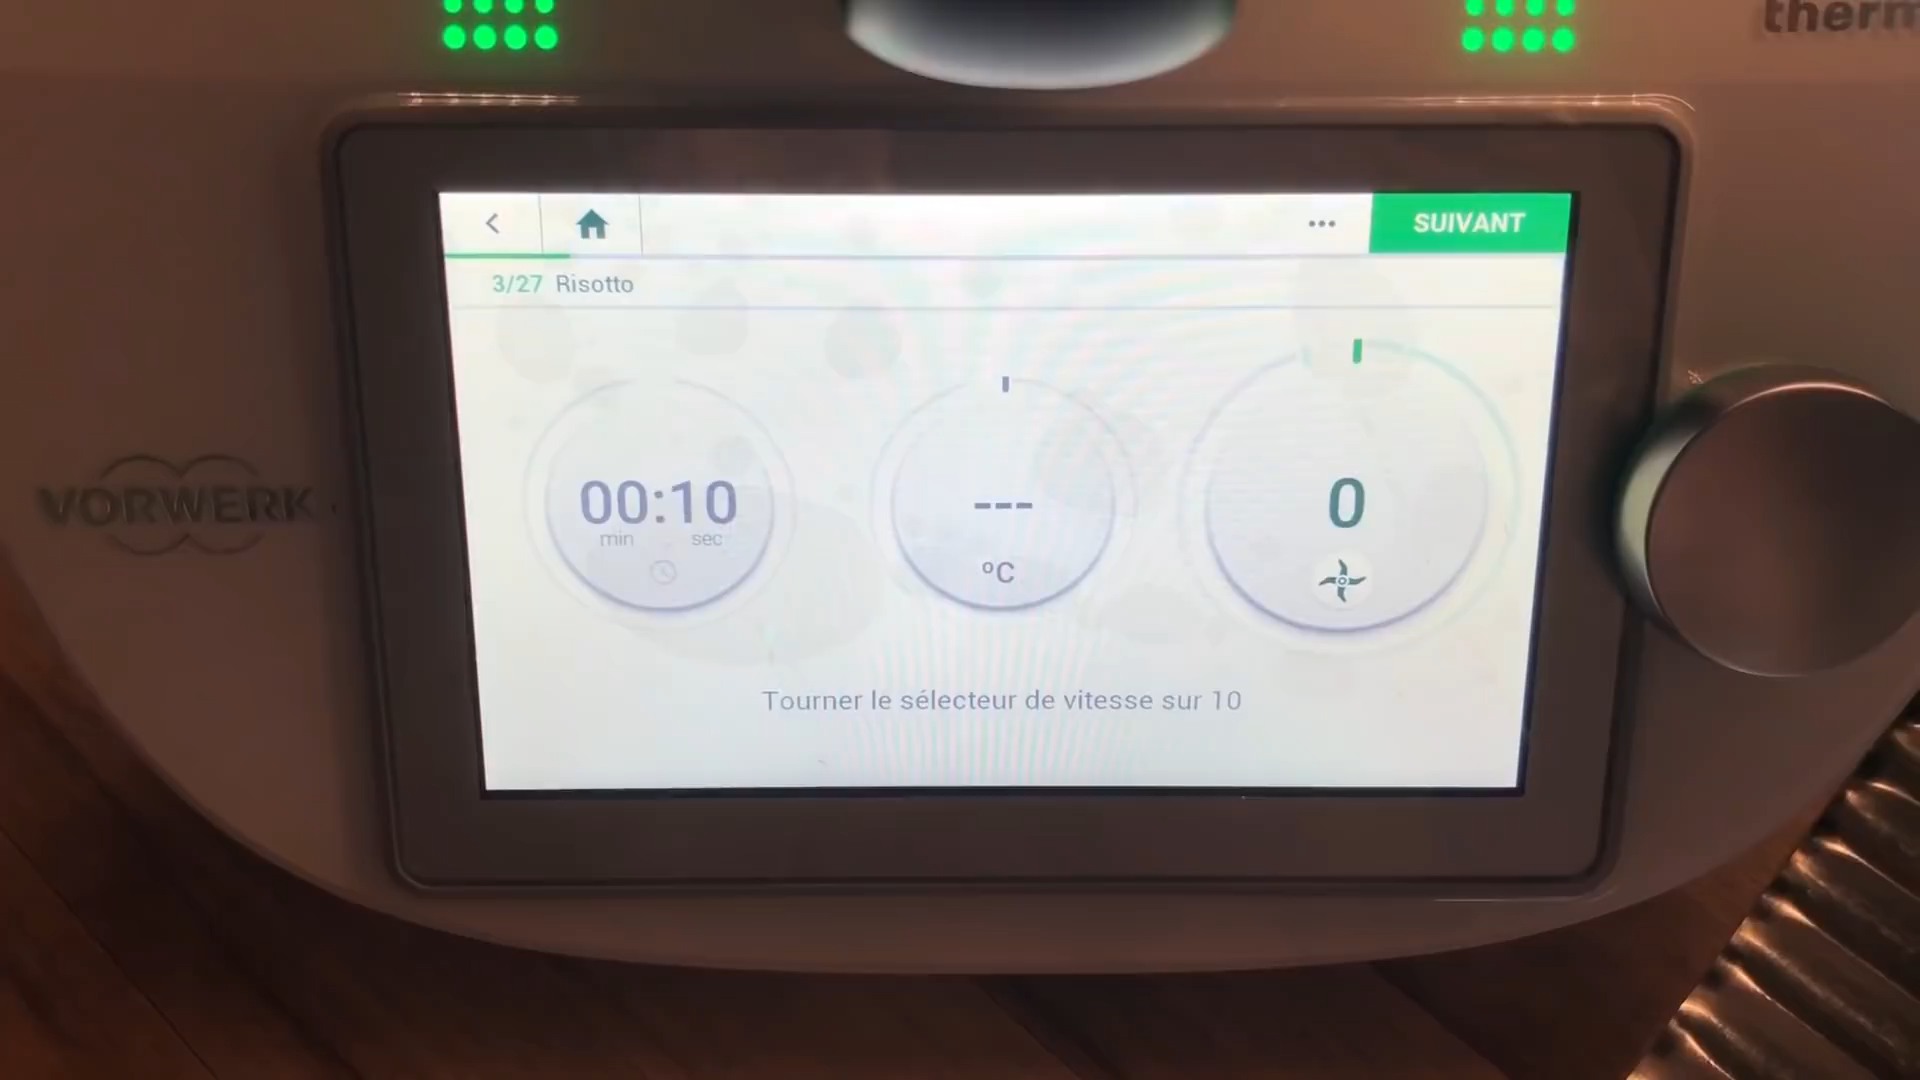 therm
SUIVANT
3/27 Risotto
00:10
min sec
---
°C
0
VORWERK
Tourner le sélecteur de vitesse sur 10